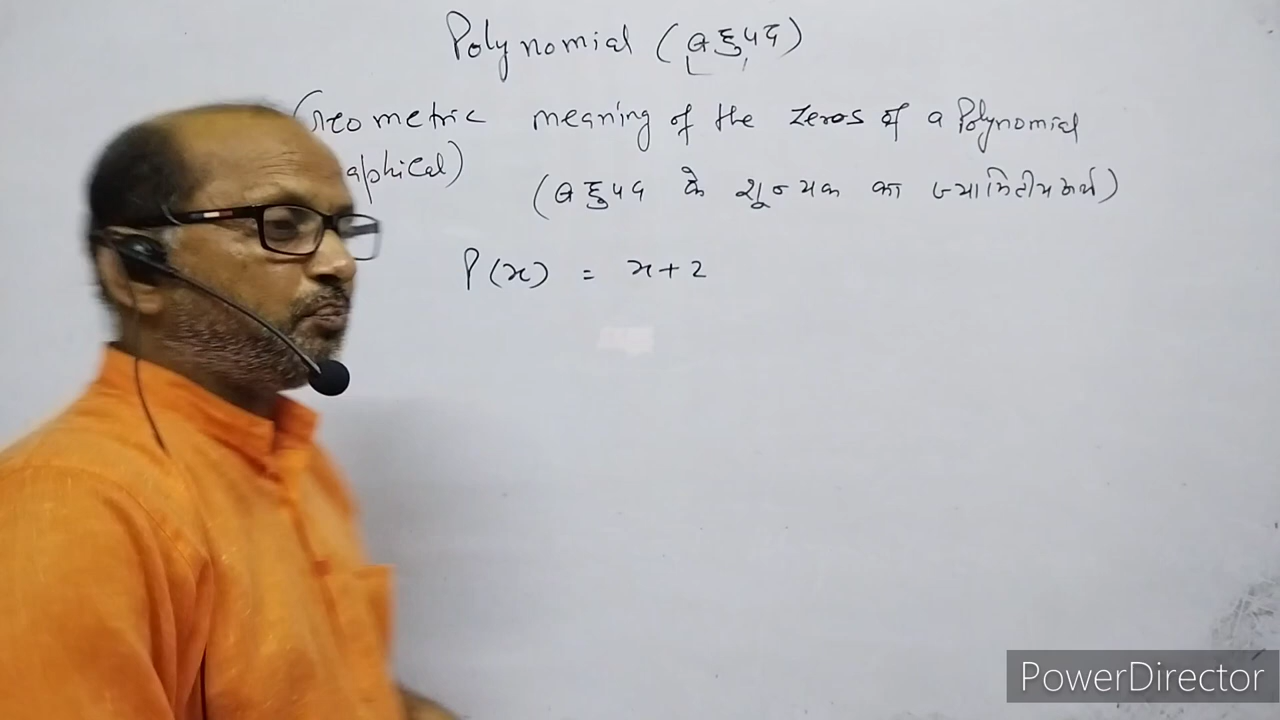 Polynomial (बहुपद)
Geometric meaning of the zeros of a Polynomial
aphical)
(बहुपद के शून्यक का ज्यामितीय अर्थ)
P(x) = x+2
PowerDirector